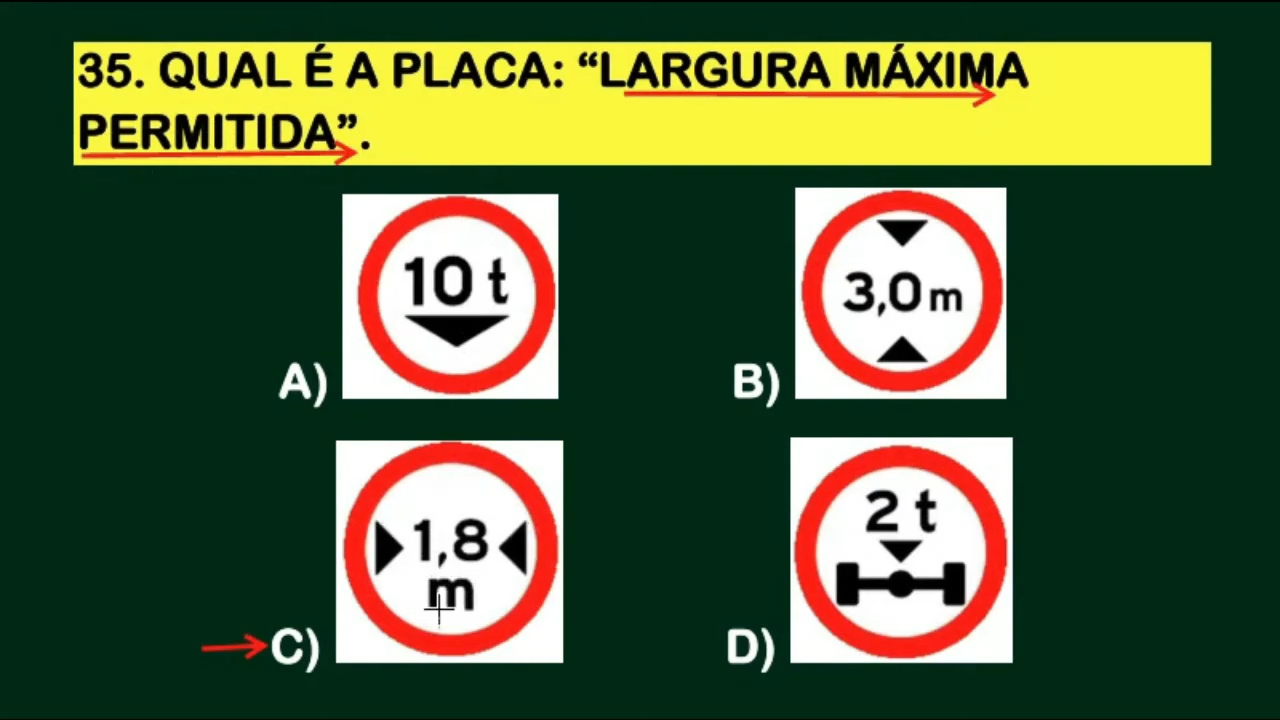 35. QUAL É A PLACA: “LARGURA MÁXIMA
PERMITIDA”.
10 t
A)
3,0 m
B)
1,8
m
C)
2 t
D)